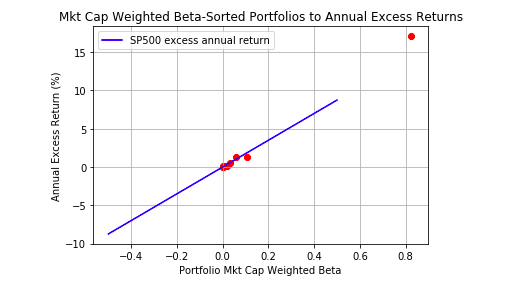 Mkt Cap Weighted Beta-Sorted Portfolios to Annual Excess Returns
SP500 excess annual return
Annual Excess Return (%)
15
10
5
0
−5
−10
−0.4 −0.2 0.0 0.2 0.4 0.6 0.8
Portfolio Mkt Cap Weighted Beta